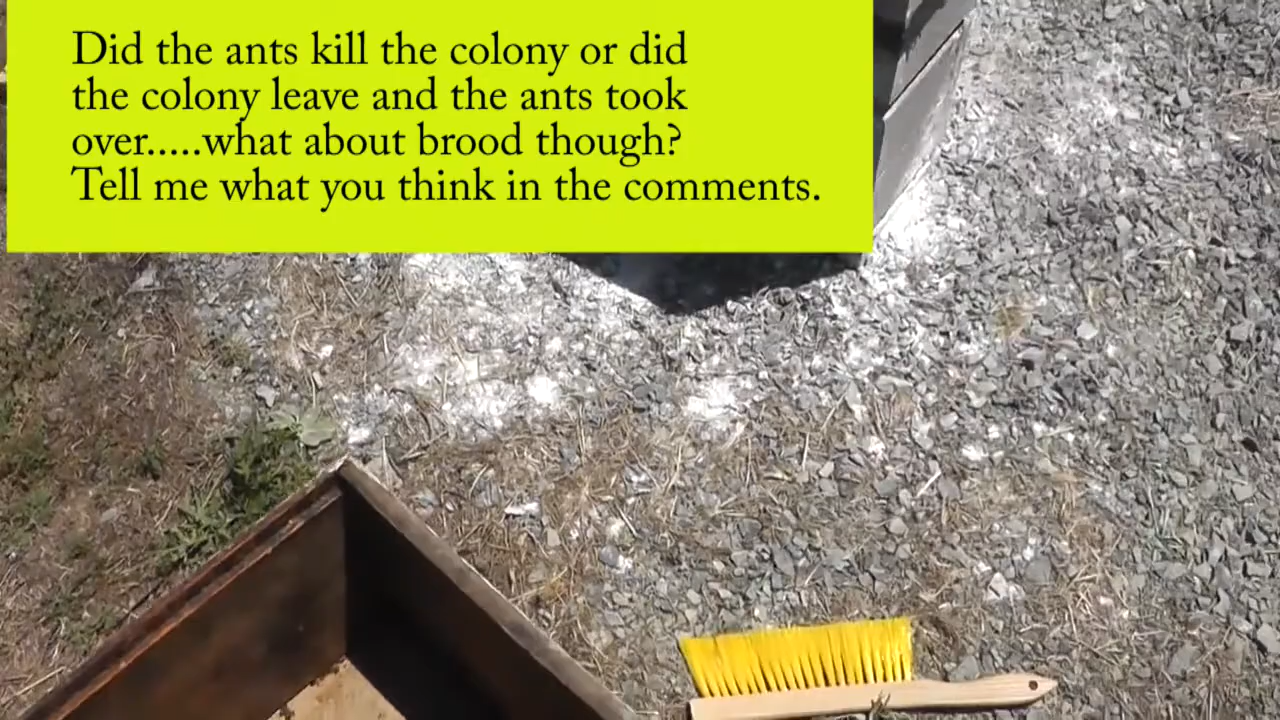 Did the ants kill the colony or did
the colony leave and the ants took
over.....what about brood though?
Tell me what you think in the comments.